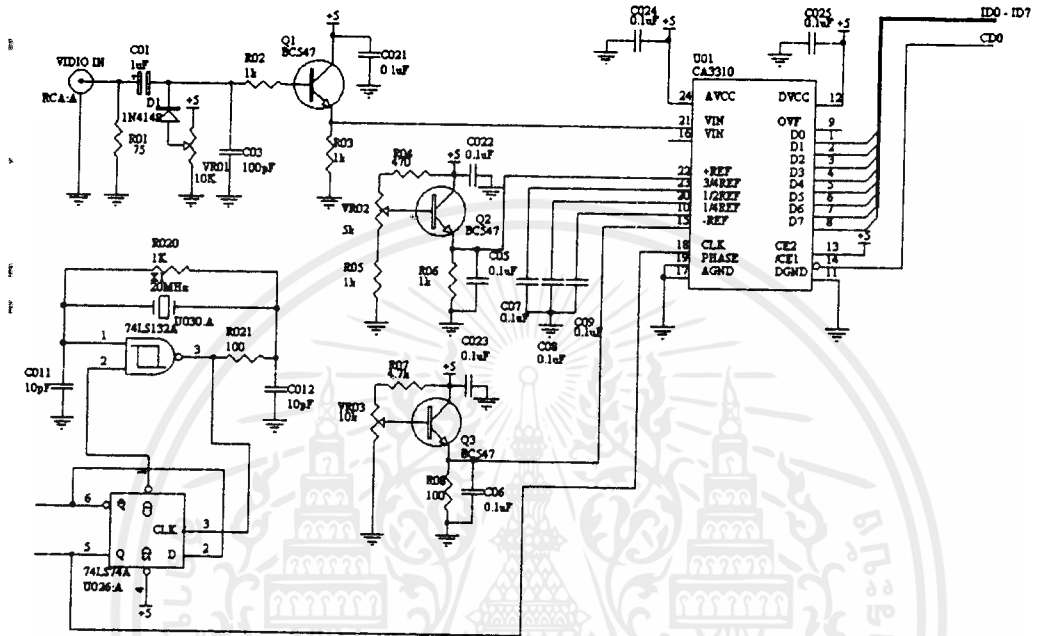 +5
C024
0.1uF
+5
C025
0.1uF
+5
ID0 - ID7
CD0
VIDIO IN
RCA:A
C01
1uF
R02
1k
Q1
BC547
C021
0.1uF
U01
CA3310
D1
1N4148
+5
R01
75
VR01
10K
C03
100pF
R03
1k
24 AVCC
DVCC 12
21 VIN
16 VIN
OVF 9
D0 1
D1 2
D2 3
D3 4
D4 5
D5 6
D6 7
D7 8
22 +REF
23 3/4REF
20 1/2REF
10 1/4REF
15 -REF
18 CLK
19 PHASE
17 AGND
CE2 13
/CE1 14
DGND 11
+5
R06
470
+5
C022
0.1uF
VR02
5k
Q2
BC547
R05
1k
R06
1k
C05
0.1uF
C07
0.1uF
C08
0.1uF
C09
0.1uF
R020
1K
20MHz
U030:A
74LS132A
1
2
3
R021
100
C011
10pF
C012
10pF
C023
0.1uF
R07
4.7k
+5
VR03
10k
Q3
BC547
R08
100
C06
0.1uF
6
Q
CD
CLK 3
5
Q
SD
D 2
74LS74A
U026:A
4
+5